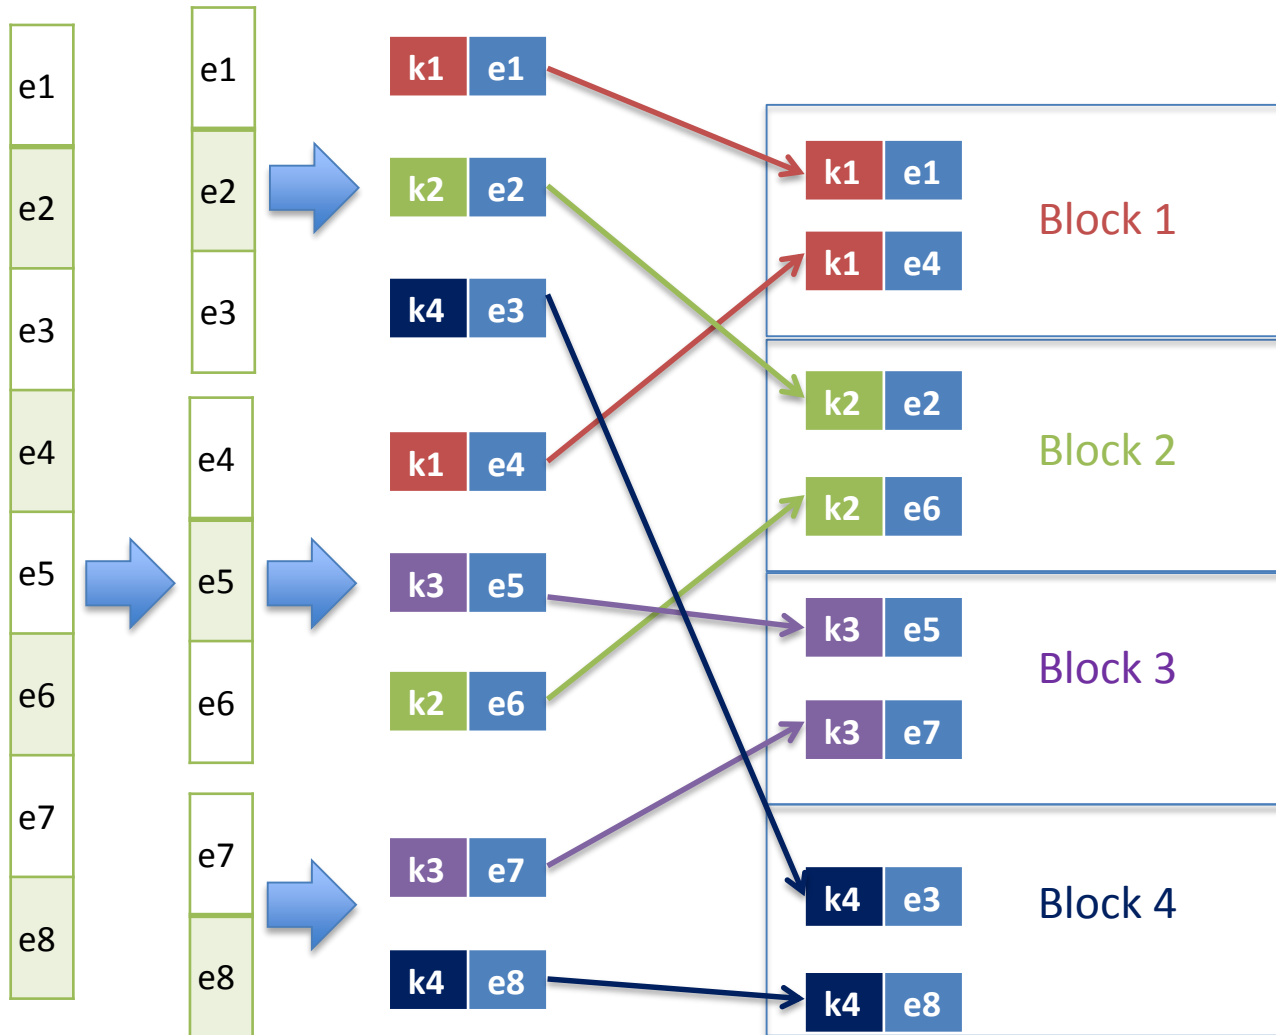 e1
e2
e3
e4
e5
e6
e7
e8
e1
e2
e3
e4
e5
e6
e7
e8
k1 e1
k2 e2
k4 e3
k1 e4
k3 e5
k2 e6
k3 e7
k4 e8
k1 e1
k1 e4
Block 1
k2 e2
k2 e6
Block 2
k3 e5
k3 e7
Block 3
k4 e3
k4 e8
Block 4